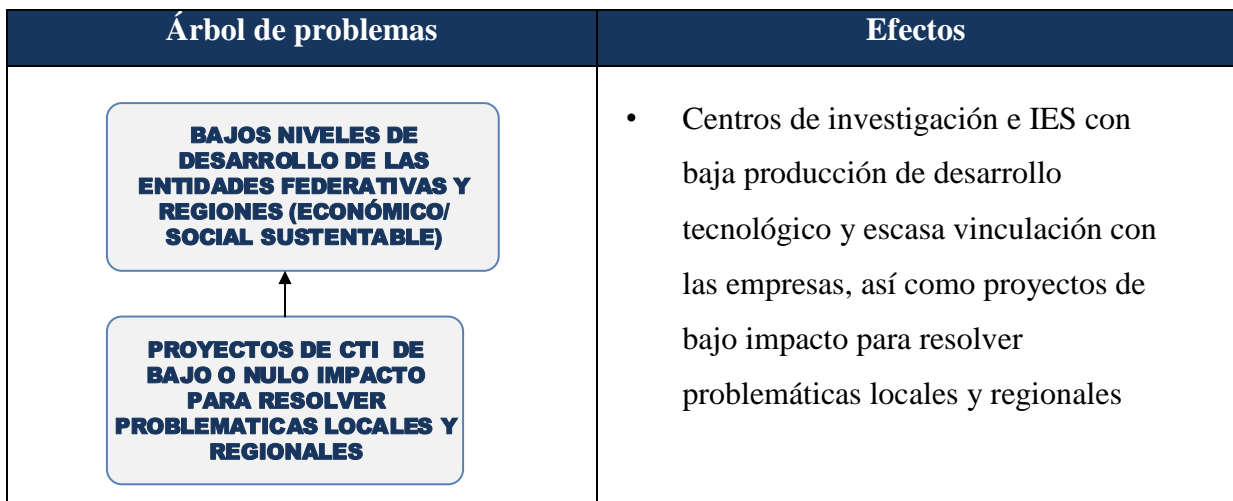 Árbol de problemas
Efectos
BAJOS NIVELES DE
DESARROLLO DE LAS
ENTIDADES FEDERATIVAS Y
REGIONES (ECONÓMICO/
SOCIAL SUSTENTABLE)
PROYECTOS DE CTI DE
BAJO O NULO IMPACTO
PARA RESOLVER
PROBLEMATICAS LOCALES Y
REGIONALES
• Centros de investigación e IES con
baja producción de desarrollo
tecnológico y escasa vinculación con
las empresas, así como proyectos de
bajo impacto para resolver
problemáticas locales y regionales